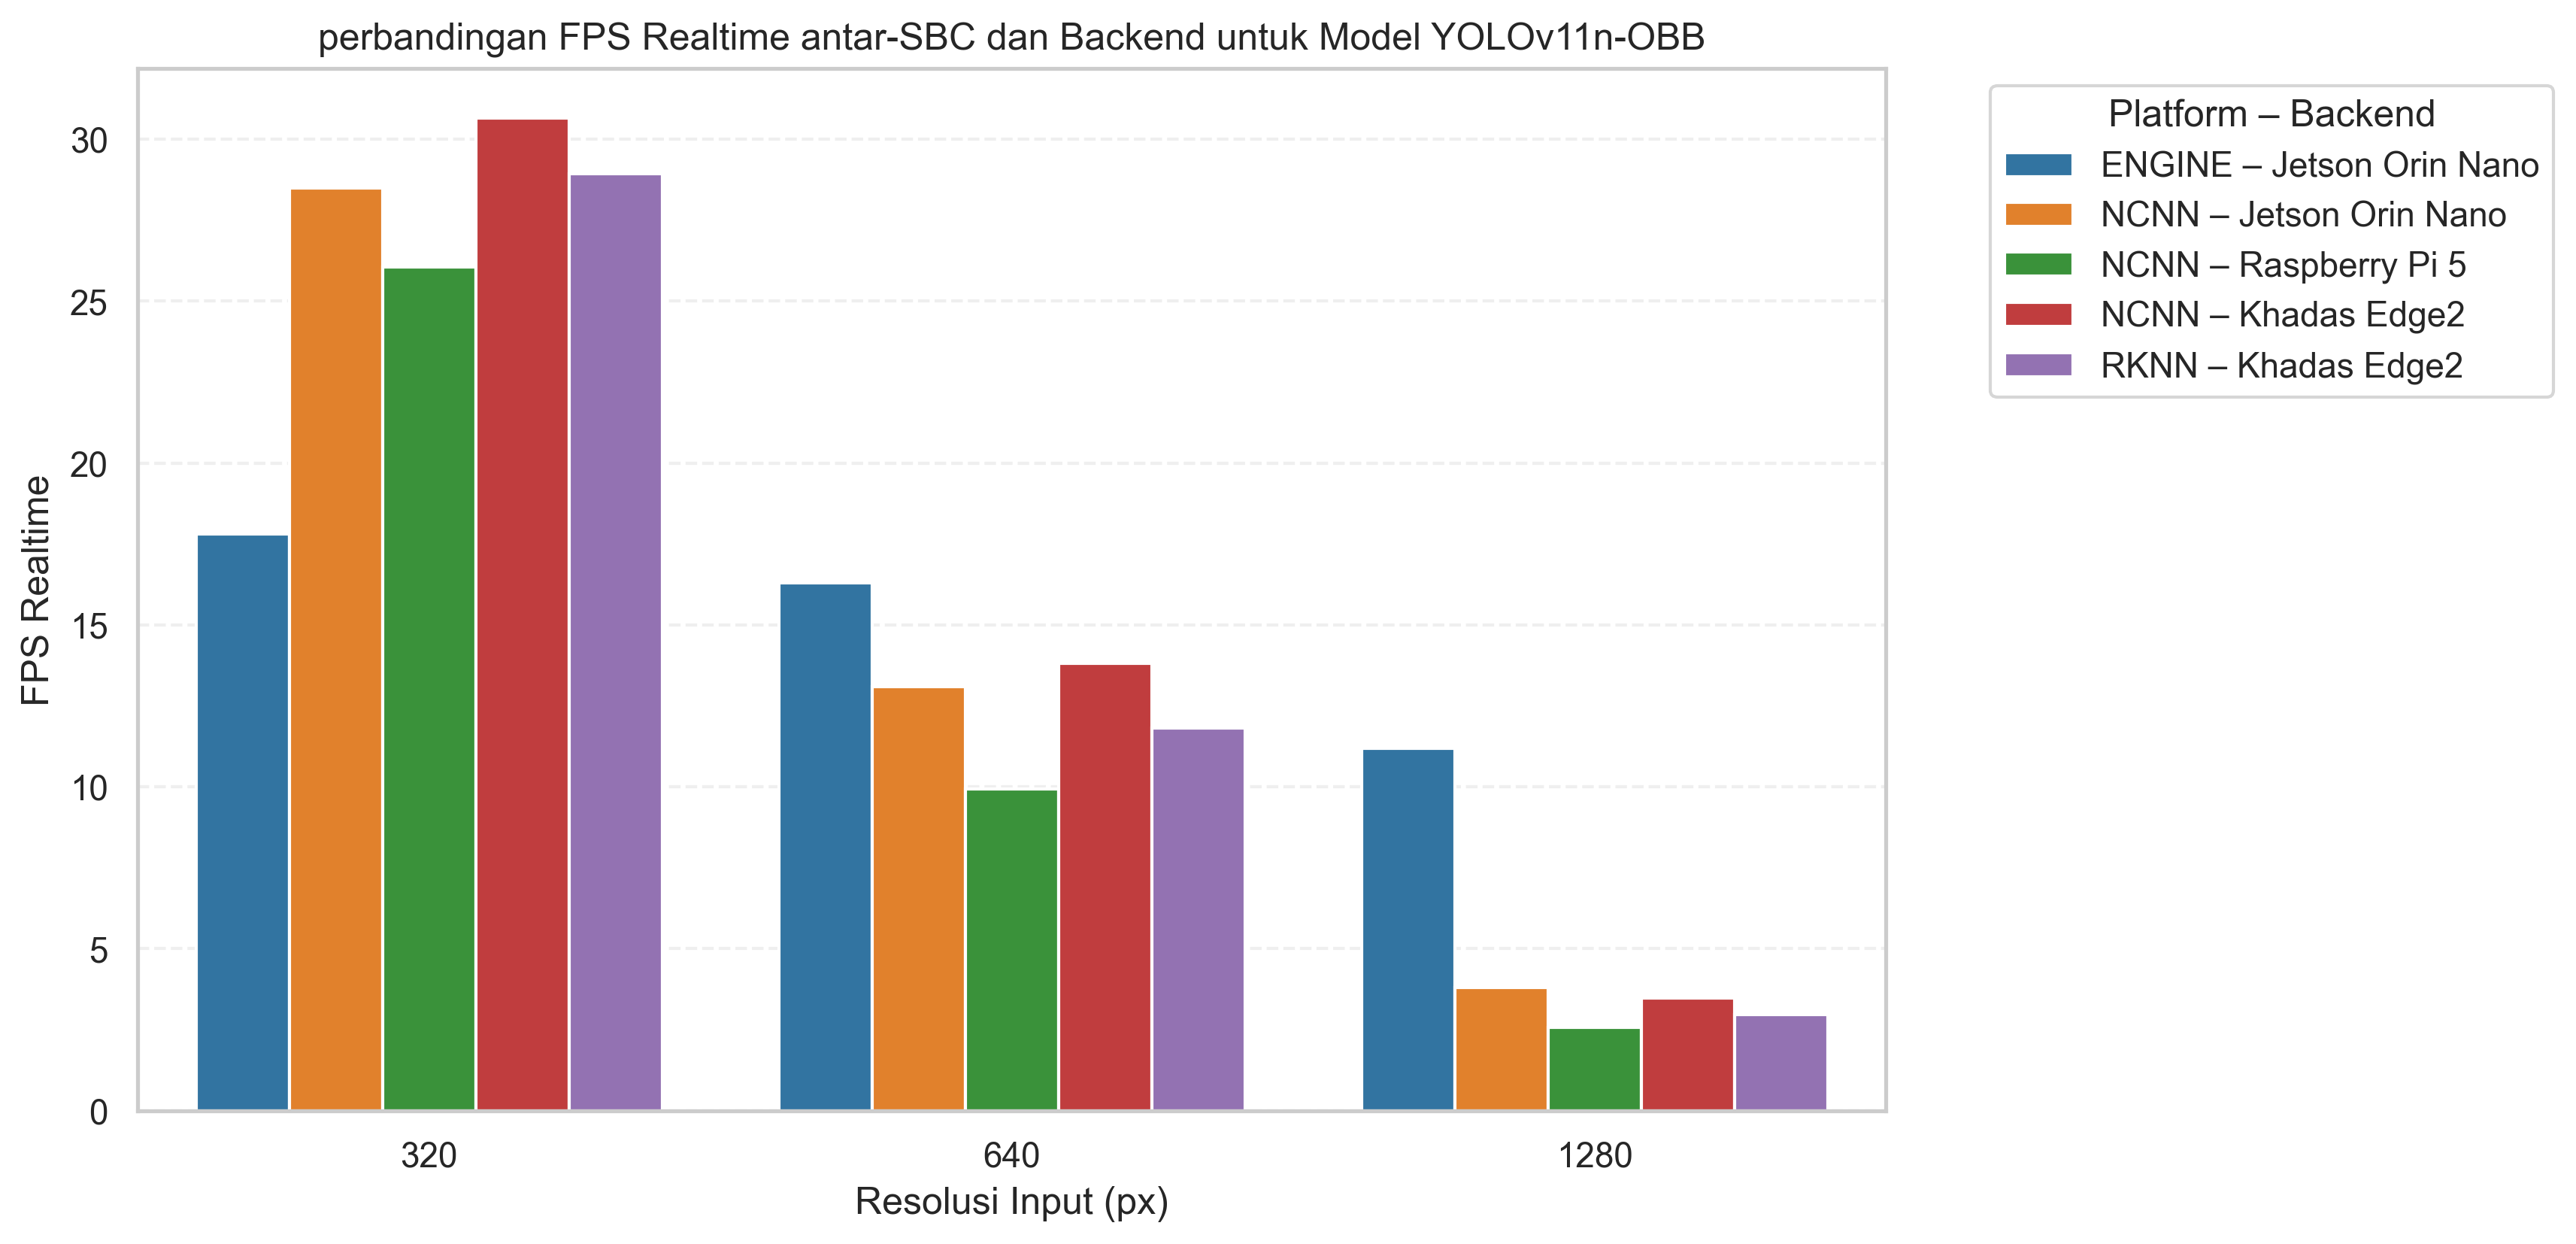 perbandingan FPS Realtime antar-SBC dan Backend untuk Model YOLOv11n-OBB
FPS Realtime
30
25
20
15
10
5
0
320
640
1280
Resolusi Input (px)
Platform – Backend
ENGINE – Jetson Orin Nano
NCNN – Jetson Orin Nano
NCNN – Raspberry Pi 5
NCNN – Khadas Edge2
RKNN – Khadas Edge2